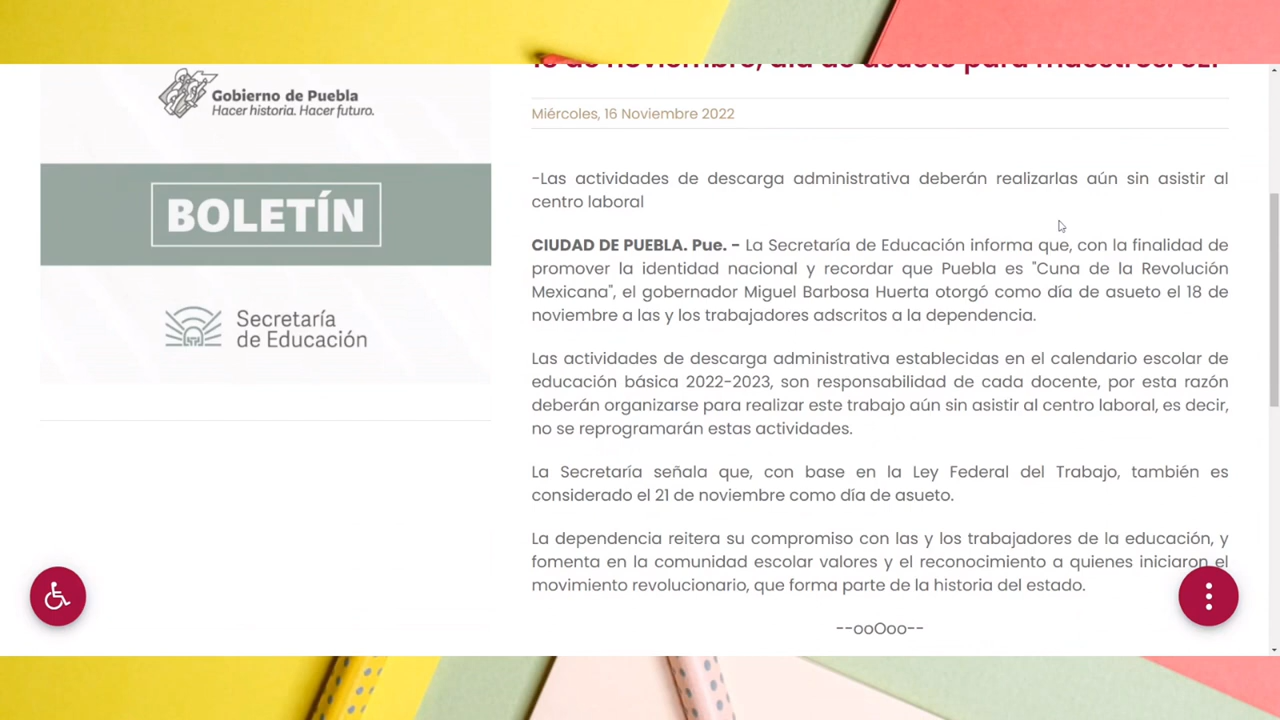 18 de noviembre, día de asueto para maestros: SEP
Gobierno de Puebla
Hacer historia. Hacer futuro.
Miércoles, 16 Noviembre 2022
BOLETÍN
Secretaría
de Educación
-Las actividades de descarga administrativa deberán realizarlas aún sin asistir al
centro laboral
CIUDAD DE PUEBLA. Pue. - La Secretaría de Educación informa que, con la finalidad de
promover la identidad nacional y recordar que Puebla es "Cuna de la Revolución
Mexicana", el gobernador Miguel Barbosa Huerta otorgó como día de asueto el 18 de
noviembre a las y los trabajadores adscritos a la dependencia.
Las actividades de descarga administrativa establecidas en el calendario escolar de
educación básica 2022-2023, son responsabilidad de cada docente, por esta razón
deberán organizarse para realizar este trabajo aún sin asistir al centro laboral, es decir,
no se reprogramarán estas actividades.
La Secretaría señala que, con base en la Ley Federal del Trabajo, también es
considerado el 21 de noviembre como día de asueto.
La dependencia reitera su compromiso con las y los trabajadores de la educación, y
fomenta en la comunidad escolar valores y el reconocimiento a quienes iniciaron el
movimiento revolucionario, que forma parte de la historia del estado.
--ooOoo--